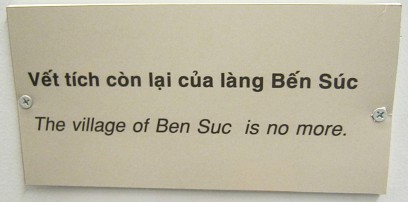 Vết tích còn lại của làng Bến Súc
The village of Ben Suc is no more.